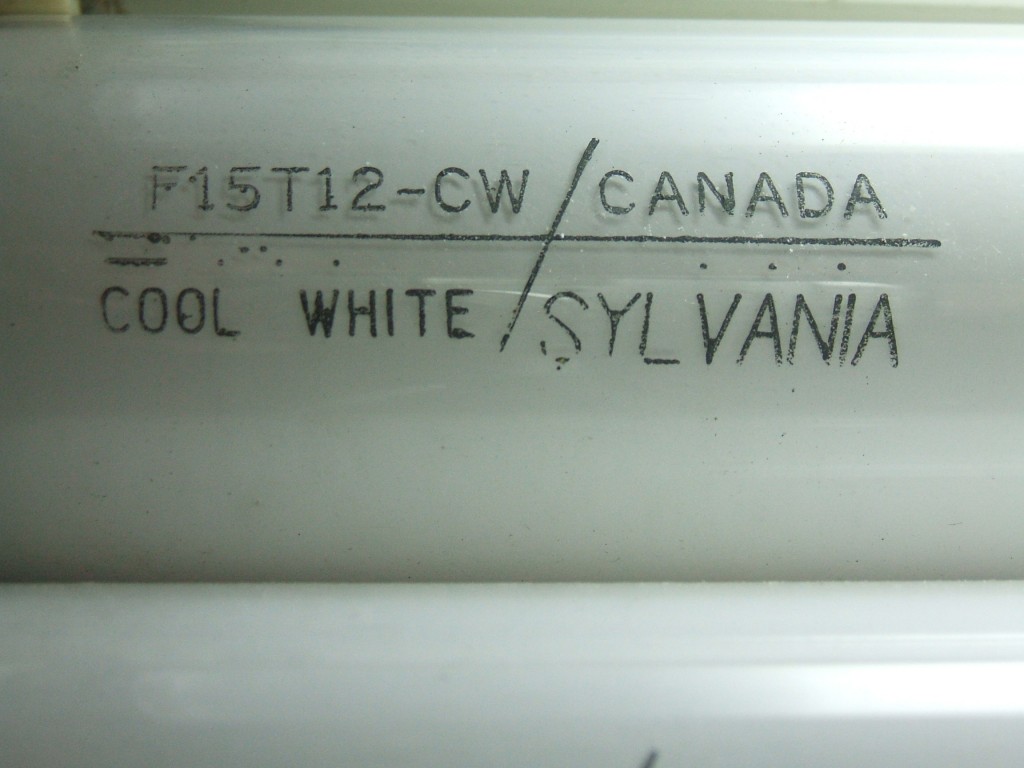 F15T12-CW / CANADA
COOL WHITE / SYLVANIA